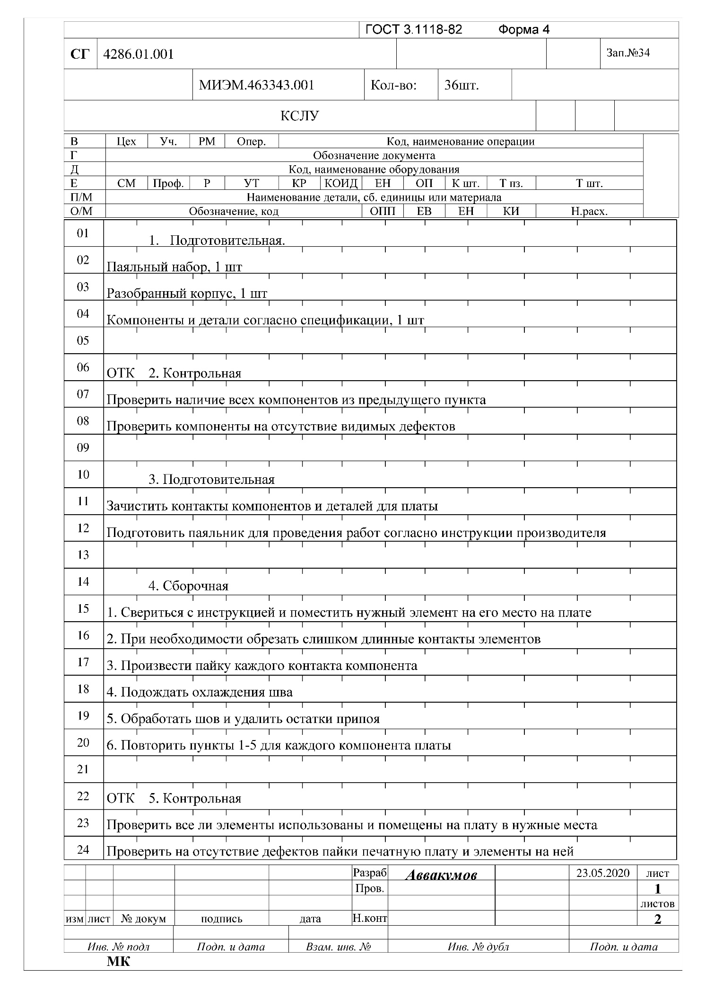 ГОСТ 3.1118-82 Форма 4
СГ 4286.01.001 Зап.№34
МИЭМ.463343.001 Кол-во: 36шт.
КСЛУ
В Цех Уч. РМ Опер. Код, наименование операции
Г Обозначение документа
Д Код, наименование оборудования
Е СМ Проф. Р УТ КР КОИД ЕН ОП К шт. Т пз. Т шт.
П/М Наименование детали, сб. единицы или материала
О/М Обозначение, код ОПП ЕВ ЕН КИ Н.расх.
01 1. Подготовительная.
02 Паяльный набор, 1 шт
03 Разобранный корпус, 1 шт
04 Компоненты и детали согласно спецификации, 1 шт
05
06 ОТК 2. Контрольная
07 Проверить наличие всех компонентов из предыдущего пункта
08 Проверить компоненты на отсутствие видимых дефектов
09
10 3. Подготовительная
11 Зачистить контакты компонентов и деталей для платы
12 Подготовить паяльник для проведения работ согласно инструкции производителя
13
14 4. Сборочная
15 1. Свериться с инструкцией и поместить нужный элемент на его место на плате
16 2. При необходимости обрезать слишком длинные контакты элементов
17 3. Произвести пайку каждого контакта компонента
18 4. Подождать охлаждения шва
19 5. Обработать шов и удалить остатки припоя
20 6. Повторить пункты 1-5 для каждого компонента платы
21
22 ОТК 5. Контрольная
23 Проверить все ли элементы использованы и помещены на плату в нужные места
24 Проверить на отсутствие дефектов пайки печатную плату и элементы на ней
Разраб Аввакумов 23.05.2020 лист
Пров. 1
листов
изм лист № докум подпись дата Н.конт 2
Инв. № подл Подп. и дата Взам. инв. № Инв. № дубл Подп. и дата
МК